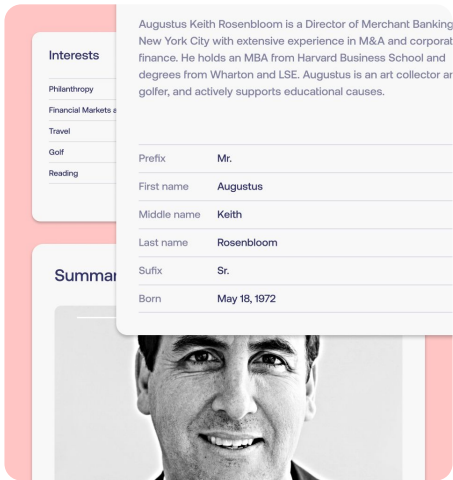 Augustus Keith Rosenbloom is a Director of Merchant Banking
New York City with extensive experience in M&A and corporat
finance. He holds an MBA from Harvard Business School and
degrees from Wharton and LSE. Augustus is an art collector a
golfer, and actively supports educational causes.
Interests
Philanthropy
Financial Markets a
Travel
Golf
Reading
Prefix Mr.
First name Augustus
Middle name Keith
Last name Rosenbloom
Sufix Sr.
Born May 18, 1972
Summar